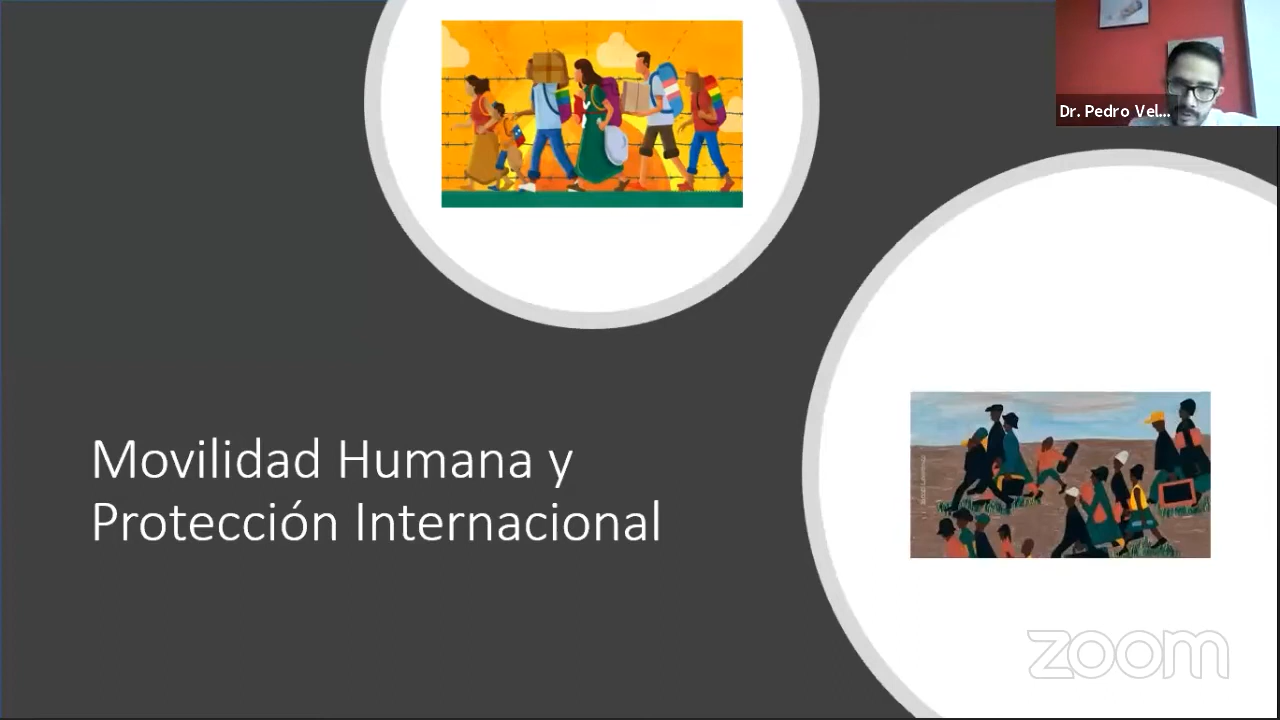 Dr. Pedro Vel...
Movilidad Humana y
Protección Internacional
zoom